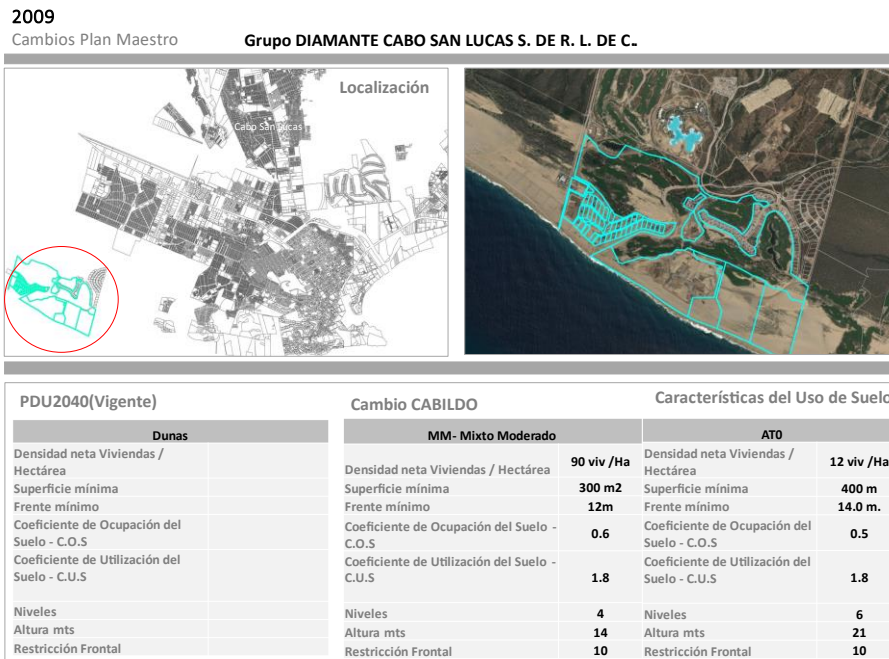 2009
Cambios Plan Maestro
Grupo DIAMANTE CABO SAN LUCAS S. DE R. L. DE C..
Localización
Cabo San Lucas
PDU2040(Vigente)
Dunas
Densidad neta Viviendas /
Hectárea
Superficie mínima
Frente mínimo
Coeficiente de Ocupación del
Suelo - C.O.S
Coeficiente de Utilización del
Suelo - C.U.S
Niveles
Altura mts
Restricción Frontal
Cambio CABILDO
MM- Mixto Moderado
Densidad neta Viviendas / Hectárea 90 viv /Ha
Superficie mínima 300 m2
Frente mínimo 12m
Coeficiente de Ocupación del Suelo -
C.O.S 0.6
Coeficiente de Utilización del Suelo -
C.U.S 1.8
Niveles 4
Altura mts 14
Restricción Frontal 10
Características del Uso de Suelo
AT0
Densidad neta Viviendas /
Hectárea 12 viv /Ha
Superficie mínima 400 m
Frente mínimo 14.0 m.
Coeficiente de Ocupación del
Suelo - C.O.S 0.5
Coeficiente de Utilización del
Suelo - C.U.S 1.8
Niveles 6
Altura mts 21
Restricción Frontal 10